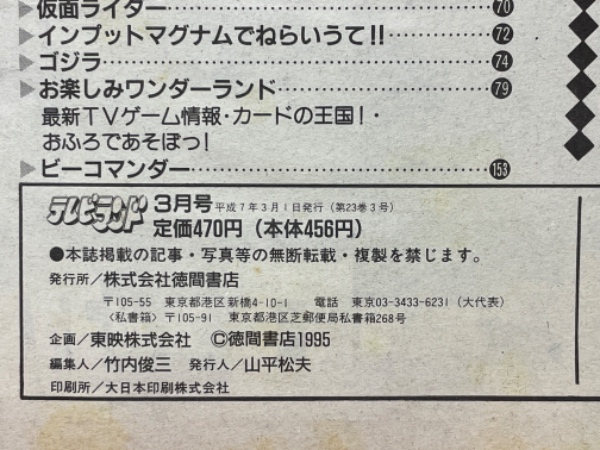 ▶仮面ライダー……70
▶インプットマグナムでねらいうて!!……72
▶ゴジラ……74
▶お楽しみワンダーランド……79
最新TVゲーム情報・カードの王国!・
おふろであそぼっ!
▶ビーコマンダー……153
テレビランド 3月号 平成7年3月1日発行(第23巻3号)
定価470円(本体456円)
●本誌掲載の記事・写真等の無断転載・複製を禁じます。
発行所/株式会社徳間書店
〒105-55 東京都港区新橋4-10-1 電話 東京03-3433-6231(大代表)
〈私書箱〉〒105-91 東京都港区芝郵便局私書箱268号
企画/東映株式会社 ©徳間書店1995
編集人/竹内俊三 発行人/山平松夫
印刷所/大日本印刷株式会社